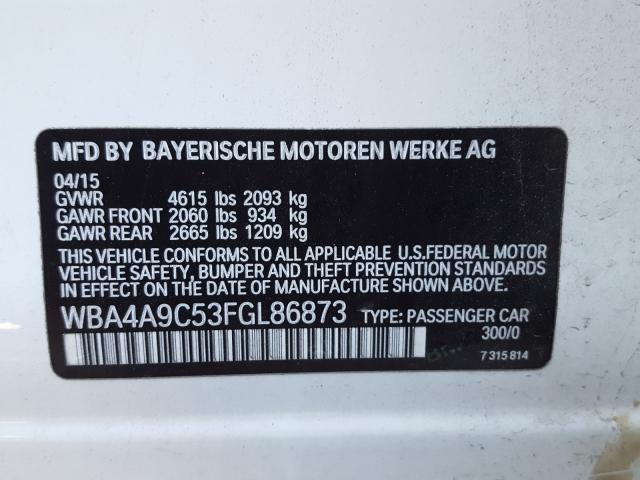 MFD BY BAYERISCHE MOTOREN WERKE AG
04/15
GVWR 4615 lbs 2093 kg
GAWR FRONT 2060 lbs 934 kg
GAWR REAR 2665 lbs 1209 kg
THIS VEHICLE CONFORMS TO ALL APPLICABLE U.S.FEDERAL MOTOR
VEHICLE SAFETY, BUMPER AND THEFT PREVENTION STANDARDS
IN EFFECT ON THE DATE OF MANUFACTURE SHOWN ABOVE.
WBA4A9C53FGL86873 TYPE: PASSENGER CAR
300/0
7 315 814